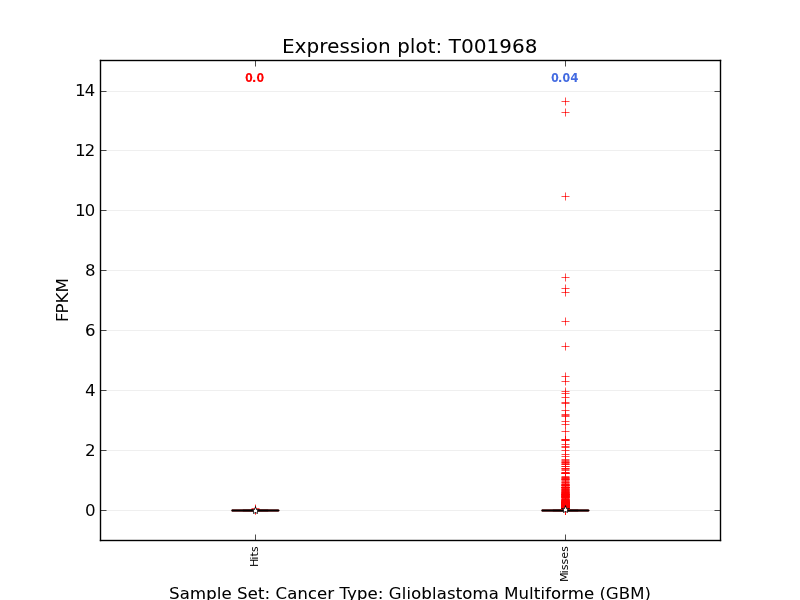 Expression plot: T001968
0.0
0.04
14
12
10
8
6
4
2
0
FPKM
Hits
Misses
Sample Set: Cancer Type: Glioblastoma Multiforme (GBM)